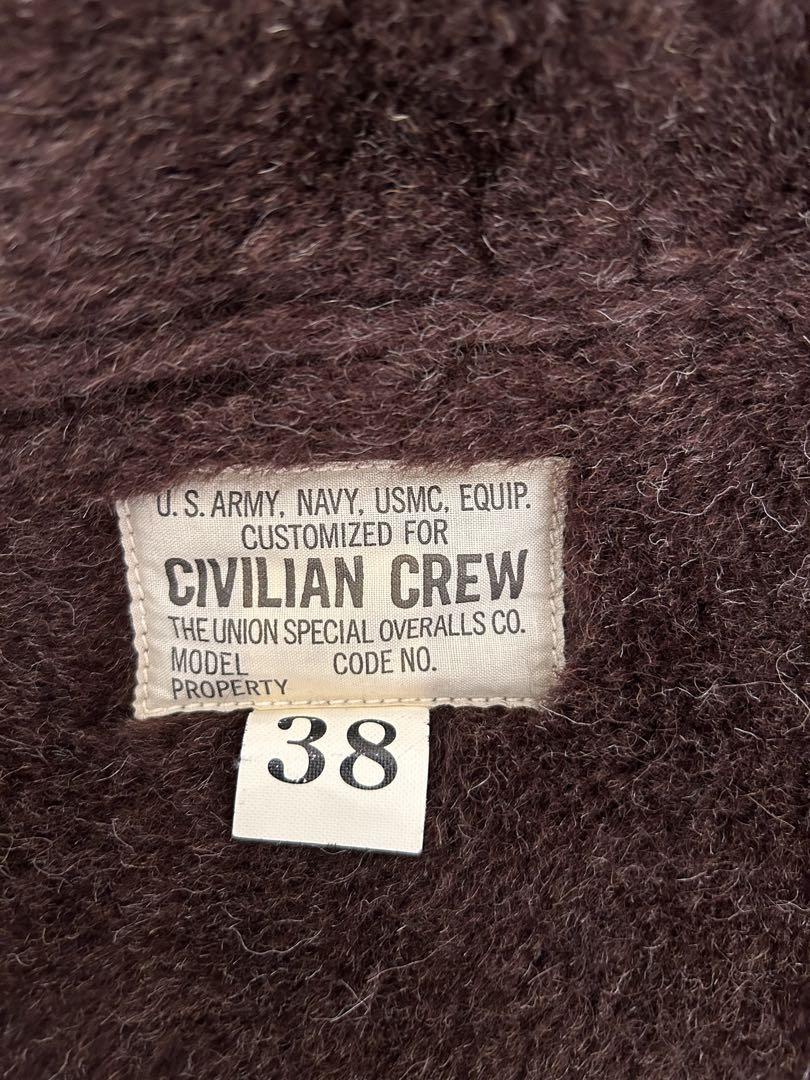 U.S. ARMY, NAVY, USMC, EQUIP.
CUSTOMIZED FOR
CIVILIAN CREW
THE UNION SPECIAL OVERALLS CO.
MODEL CODE NO.
PROPERTY
38